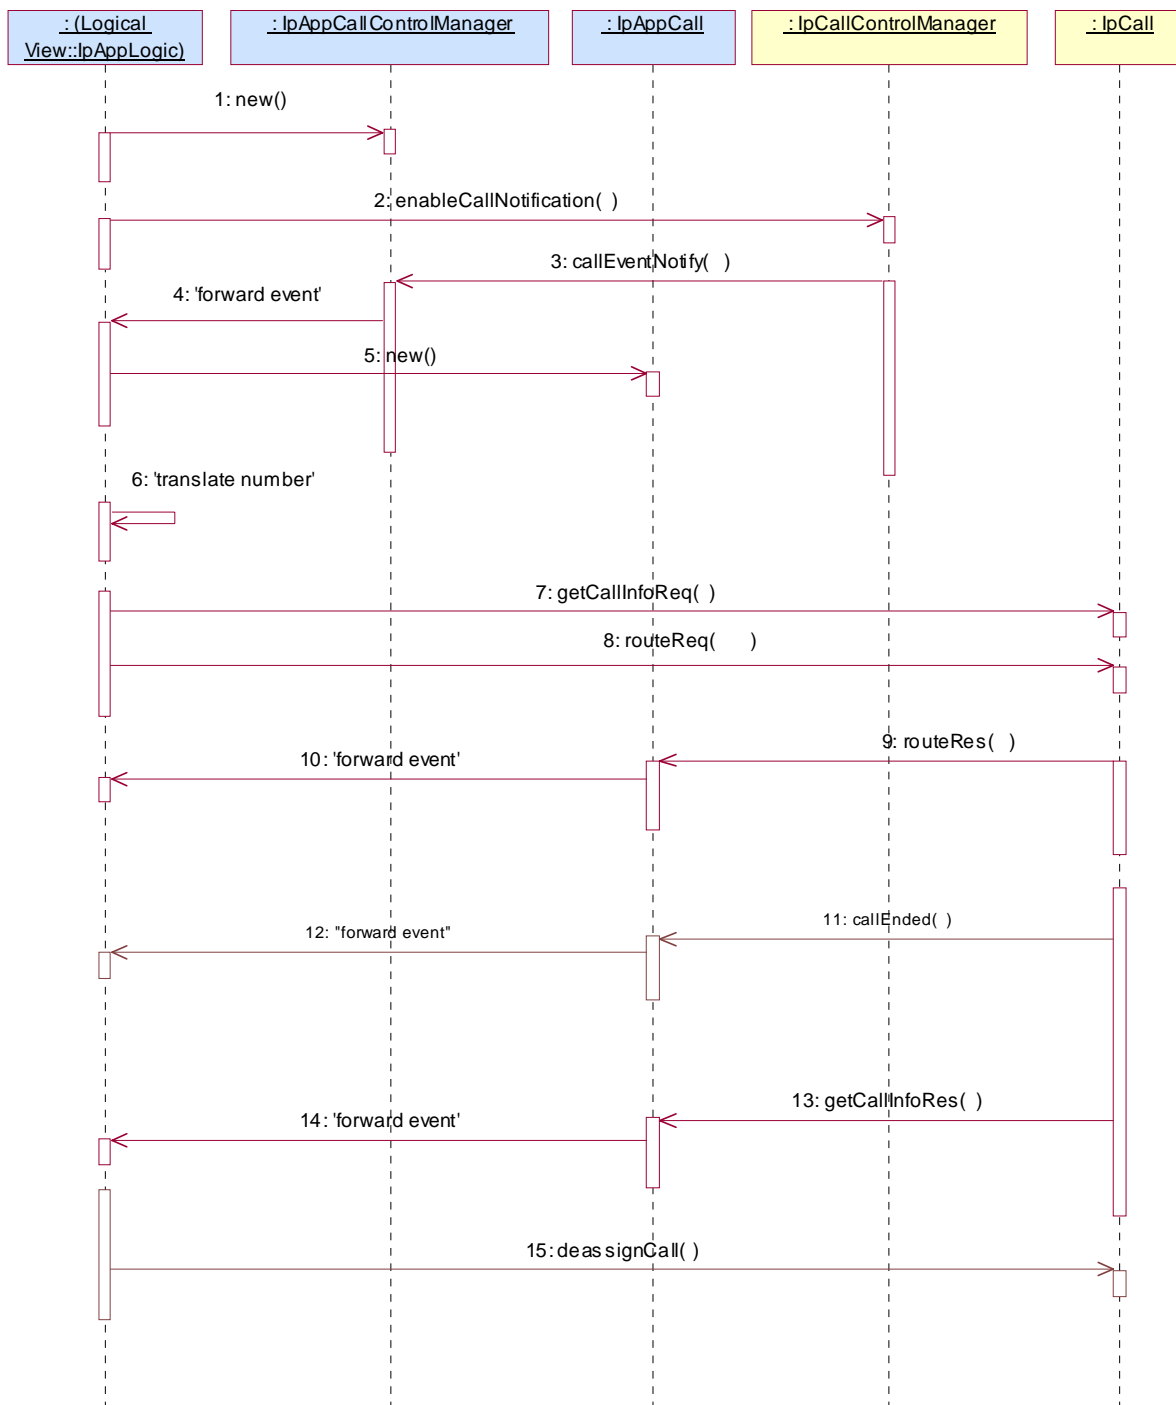 : (Logical
View::IpAppLogic)
: IpAppCallControlManager
: IpAppCall
: IpCallControlManager
: IpCall
1: new()
2: enableCallNotification( )
3: callEventNotify( )
4: 'forward event'
5: new()
6: 'translate number'
7: getCallInfoReq( )
8: routeReq( )
9: routeRes( )
10: 'forward event'
11: callEnded( )
12: "forward event"
13: getCallInfoRes( )
14: 'forward event'
15: deassignCall( )